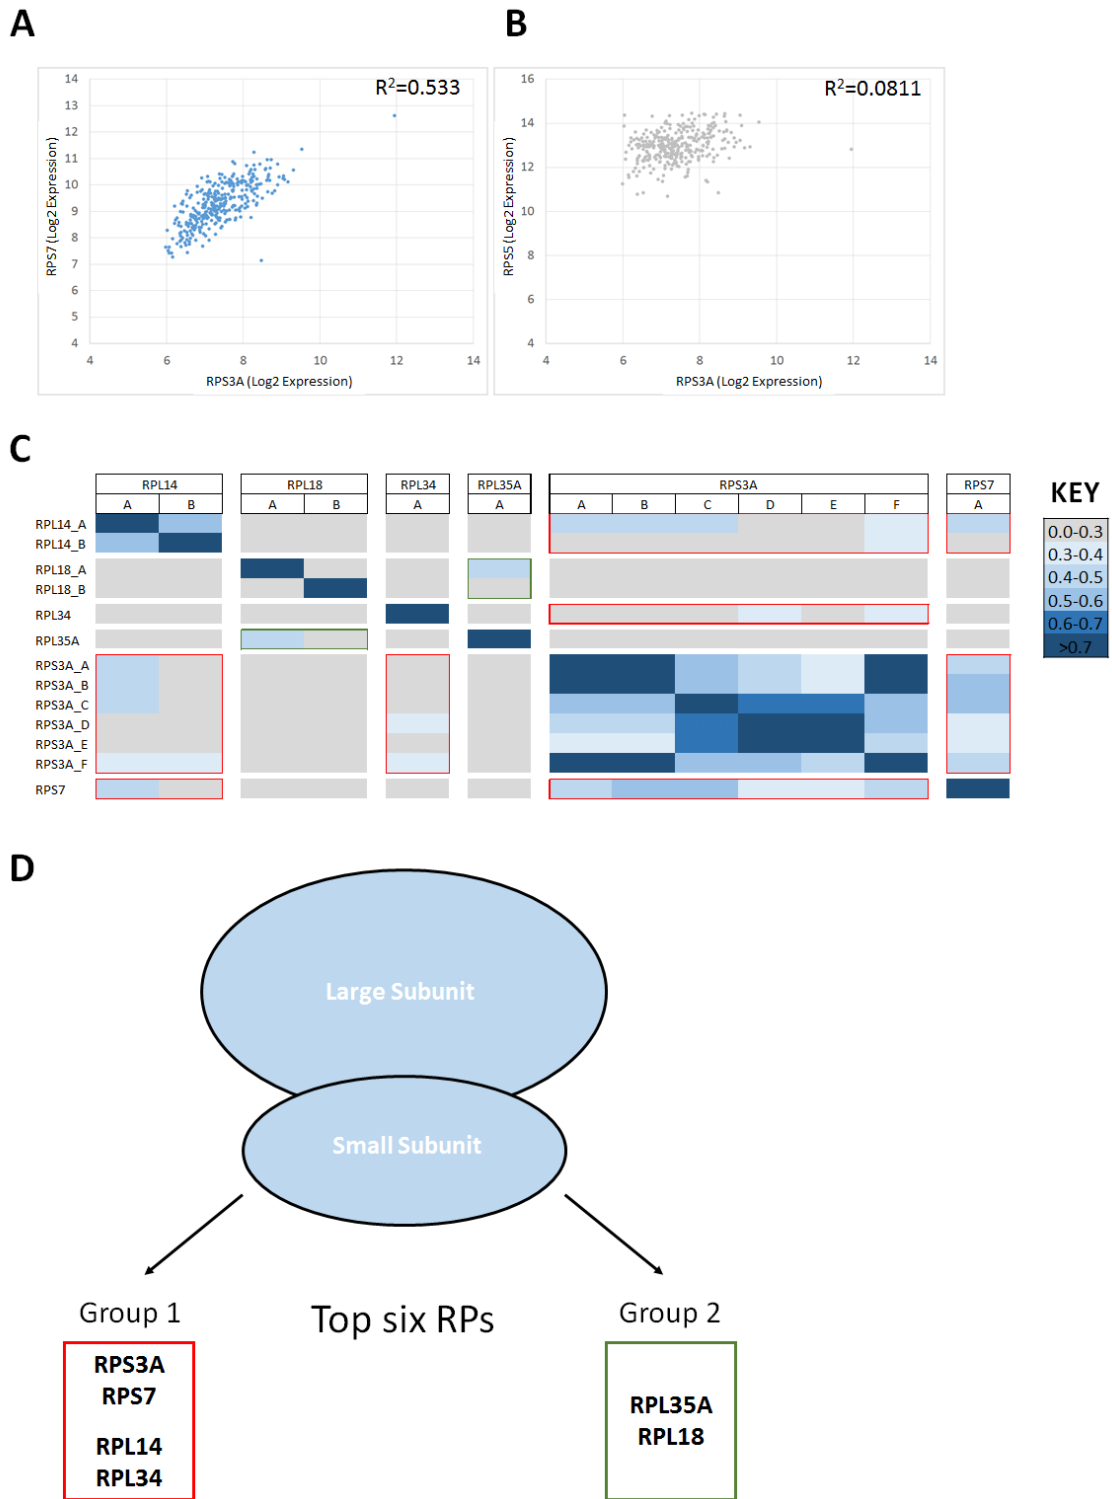 A
B
R²=0.533
14
13
12
11
10
9
8
7
6
5
4
4
6
8
10
12
14
RPS7 (Log2 Expression)
RPS3A (Log2 Expression)
R²=0.0811
16
14
12
10
8
6
4
4
6
8
10
12
14
RPS5 (Log2 Expression)
RPS3A (Log2 Expression)
C
RPL14 RPL18 RPL34 RPL35A RPS3A RPS7
A B A B A A A B C D E F A
RPL14_A
RPL14_B
RPL18_A
RPL18_B
RPL34
RPL35A
RPS3A_A
RPS3A_B
RPS3A_C
RPS3A_D
RPS3A_E
RPS3A_F
RPS7
KEY
0.0-0.3
0.3-0.4
0.4-0.5
0.5-0.6
0.6-0.7
>0.7
D
Large Subunit
Small Subunit
Group 1
Top six RPs
Group 2
RPS3A
RPS7
RPL14
RPL34
RPL35A
RPL18